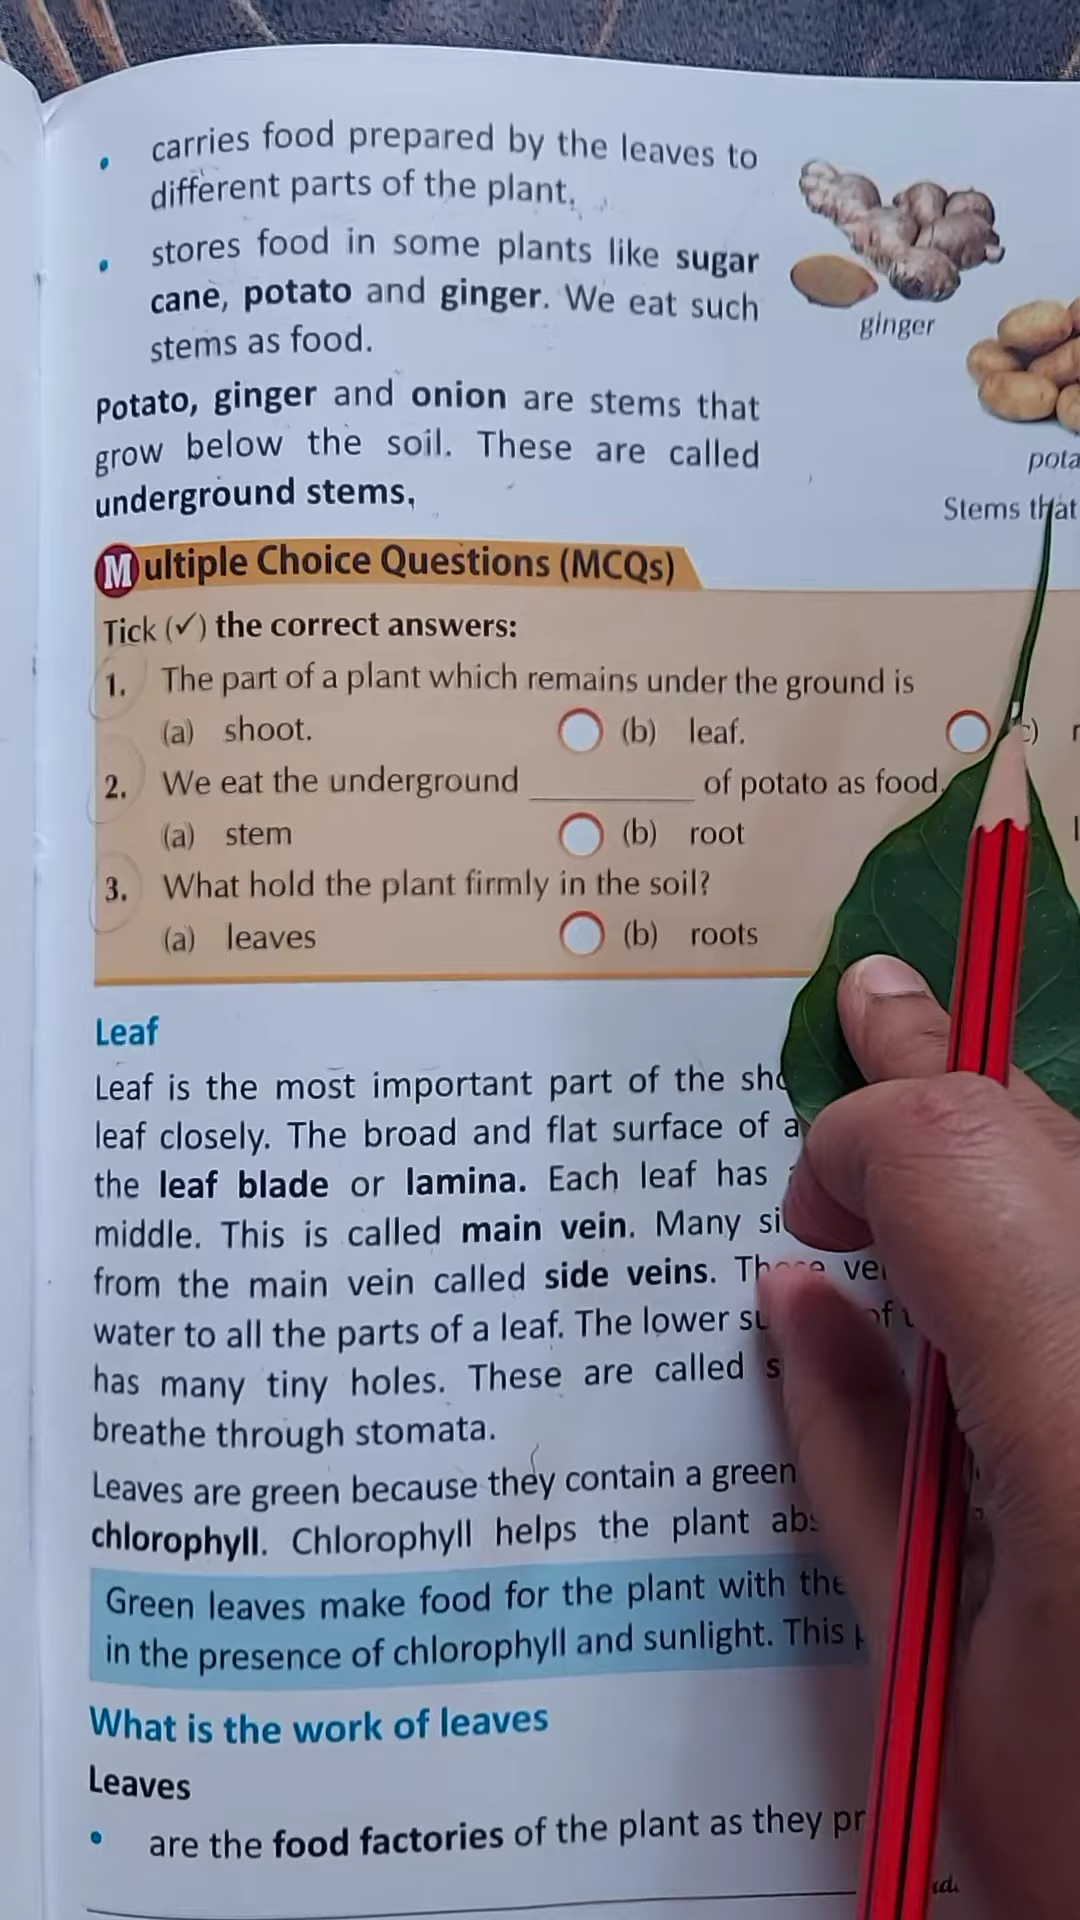 carries food prepared by the leaves to
different parts of the plant.
stores food in some plants like sugar
cane, potato and ginger. We eat such
stems as food.
ginger
Potato, ginger and onion are stems that
grow below the soil. These are called
underground stems.
Stems that
Multiple Choice Questions (MCQs)
Tick (✓) the correct answers:
1. The part of a plant which remains under the ground is
(a) shoot. (b) leaf.
2. We eat the underground ________ of potato as food.
(a) stem (b) root
3. What hold the plant firmly in the soil?
(a) leaves (b) roots
Leaf
Leaf is the most important part of the
leaf closely. The broad and flat surface of a
the leaf blade or lamina. Each leaf has
middle. This is called main vein. Many
from the main vein called side veins. These
water to all the parts of a leaf. The lower
has many tiny holes. These are called
breathe through stomata.
Leaves are green because they contain a green
chlorophyll. Chlorophyll helps the plant
Green leaves make food for the plant with the
in the presence of chlorophyll and sunlight. This
What is the work of leaves
Leaves
are the food factories of the plant as they